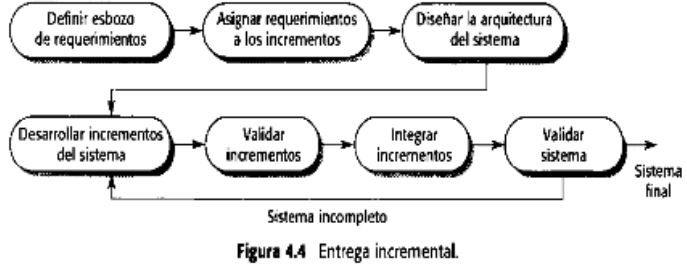 Definir esbozo
de requerimientos
Asignar requerimientos
a los incrementos
Diseñar la arquitectura
del sistema
Desarrollar incrementos
del sistema
Validar
incrementos
Integrar
incrementos
Validar
sistema
Sistema
final
Sistema incompleto
Figura 4.4 Entrega incremental.